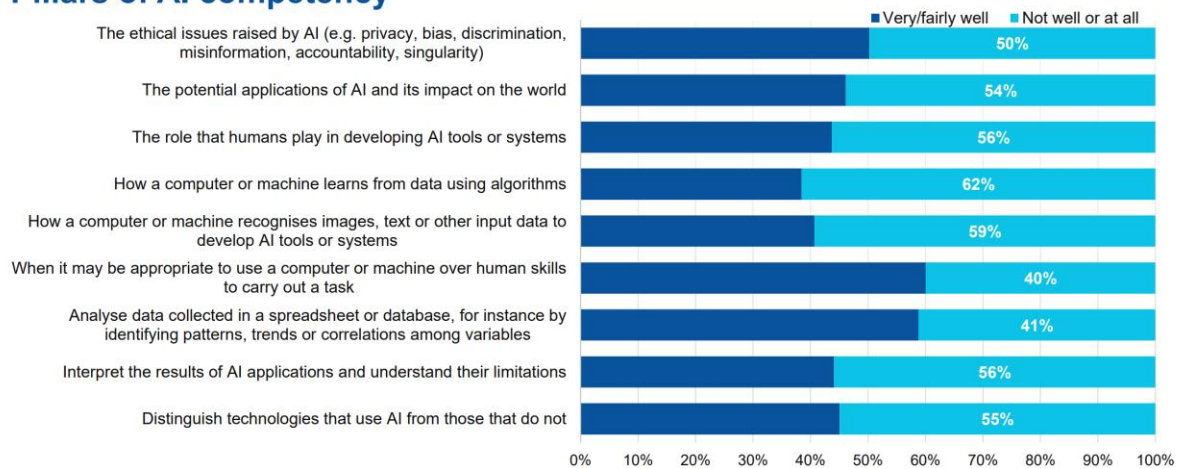 ■Very/fairly well ■Not well or at all
The ethical issues raised by AI (e.g. privacy, bias, discrimination,
misinformation, accountability, singularity)
50%
The potential applications of AI and its impact on the world
54%
The role that humans play in developing AI tools or systems
56%
How a computer or machine learns from data using algorithms
62%
How a computer or machine recognises images, text or other input data to
develop AI tools or systems
59%
When it may be appropriate to use a computer or machine over human skills
to carry out a task
40%
Analyse data collected in a spreadsheet or database, for instance by
identifying patterns, trends or correlations among variables
41%
Interpret the results of AI applications and understand their limitations
56%
Distinguish technologies that use AI from those that do not
55%
0% 10% 20% 30% 40% 50% 60% 70% 80% 90% 100%